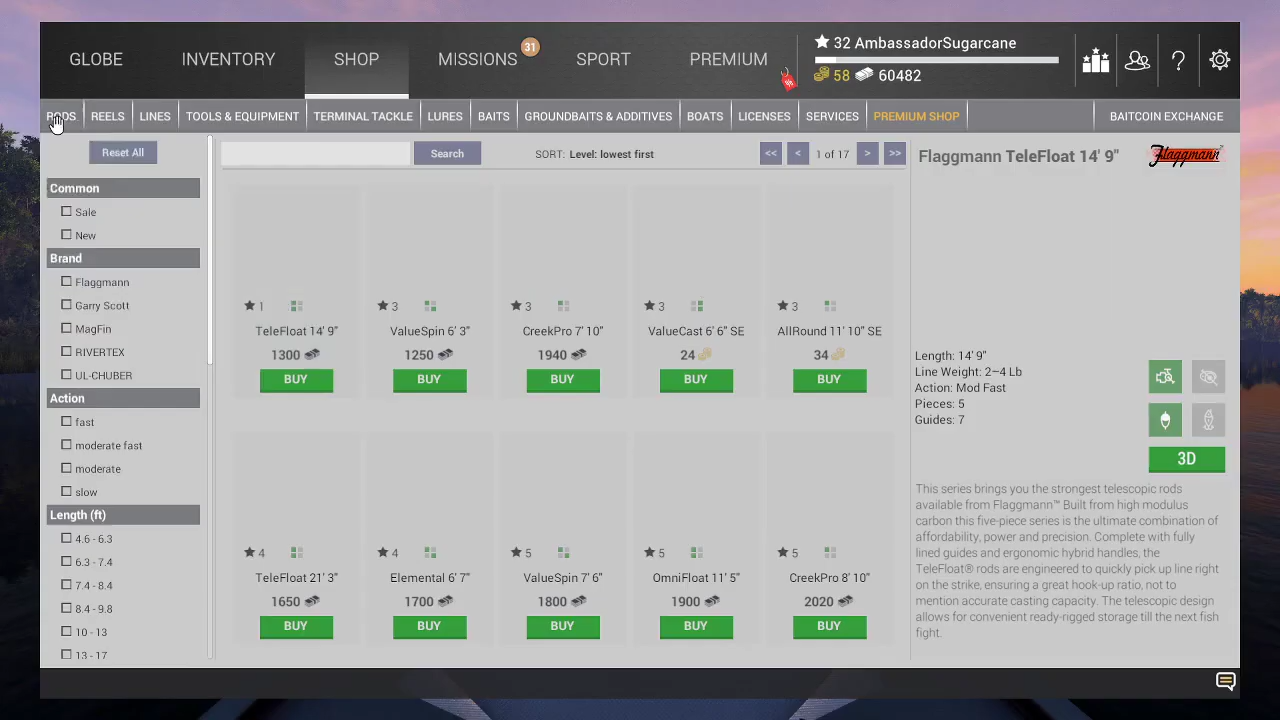 GLOBE INVENTORY SHOP MISSIONS 31 SPORT PREMIUM
32 AmbassadorSugarcane
58 60482
RODS REELS LINES TOOLS & EQUIPMENT TERMINAL TACKLE LURES BAITS GROUNDBAITS & ADDITIVES BOATS LICENSES SERVICES PREMIUM SHOP BAITCOIN EXCHANGE
Reset All
Common
Sale
New
Brand
Flaggmann
Garry Scott
MagFin
RIVERTEX
UL-CHUBER
Action
fast
moderate fast
moderate
slow
Length (ft)
4.6 - 6.3
6.3 - 7.4
7.4 - 8.4
8.4 - 9.8
10 - 13
13 - 17
Search SORT: Level: lowest first << < 1 of 17 > >>
1 3 3 3 3
TeleFloat 14' 9" ValueSpin 6' 3" CreekPro 7' 10" ValueCast 6' 6" SE AllRound 11' 10" SE
1300 1250 1940 24 34
BUY BUY BUY BUY BUY
4 4 5 5 5
TeleFloat 21' 3" Elemental 6' 7" ValueSpin 7' 6" OmniFloat 11' 5" CreekPro 8' 10"
1650 1700 1800 1900 2020
BUY BUY BUY BUY BUY
Flaggmann TeleFloat 14' 9" Flaggmann
Length: 14' 9"
Line Weight: 2–4 Lb
Action: Mod Fast
Pieces: 5
Guides: 7
3D
This series brings you the strongest telescopic rods
available from Flaggmann™ Built from high modulus
carbon this five-piece series is the ultimate combination of
affordability, power and precision. Complete with fully
lined guides and ergonomic hybrid handles, the
TeleFloat® rods are engineered to quickly pick up line right
on the strike, ensuring a great hook-up ratio, not to
mention accurate casting capacity. The telescopic design
allows for convenient ready-rigged storage till the next fish
fight.